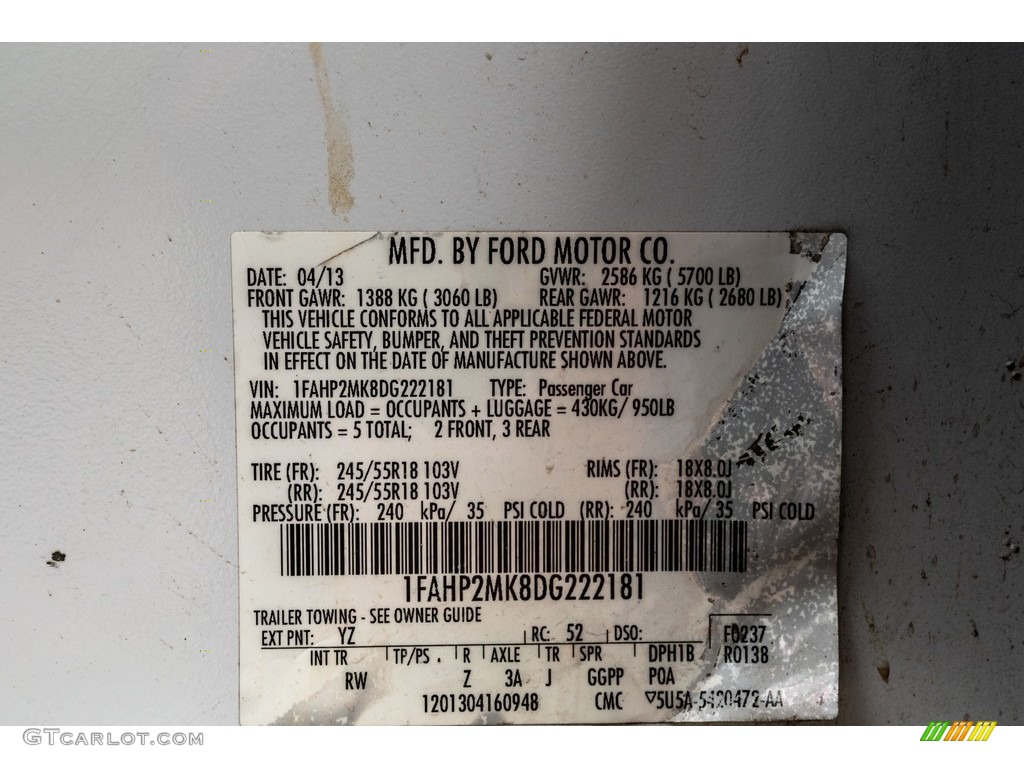 MFD. BY FORD MOTOR CO.
DATE: 04/13 GVWR: 2586 KG ( 5700 LB)
FRONT GAWR: 1388 KG ( 3060 LB) REAR GAWR: 1216 KG ( 2680 LB)
THIS VEHICLE CONFORMS TO ALL APPLICABLE FEDERAL MOTOR
VEHICLE SAFETY, BUMPER, AND THEFT PREVENTION STANDARDS
IN EFFECT ON THE DATE OF MANUFACTURE SHOWN ABOVE.
VIN: 1FAHP2MK8DG222181 TYPE: Passenger Car
MAXIMUM LOAD = OCCUPANTS + LUGGAGE = 430KG/ 950LB
OCCUPANTS = 5 TOTAL; 2 FRONT, 3 REAR
TIRE (FR): 245/55R18 103V RIMS (FR): 18X8.0J
(RR): 245/55R18 103V (RR): 18X8.0J
PRESSURE (FR): 240 kPa/ 35 PSI COLD (RR): 240 kPa/ 35 PSI COLD
1FAHP2MK8DG222181
TRAILER TOWING - SEE OWNER GUIDE
EXT PNT: YZ RC: 52 DSO: F0237
INT TR TP/PS R AXLE TR SPR DPH1B R0138
RW Z 3A J GGPP POA
1201304160948 CMC 5U5A-5420472-AA
GTcarlot.com